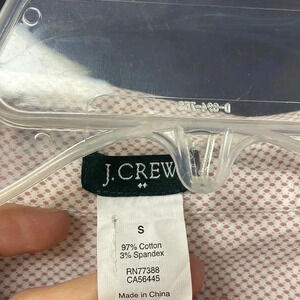 J.CREW
S
97% Cotton
3% Spandex
RN77388
CA56445
Made in China